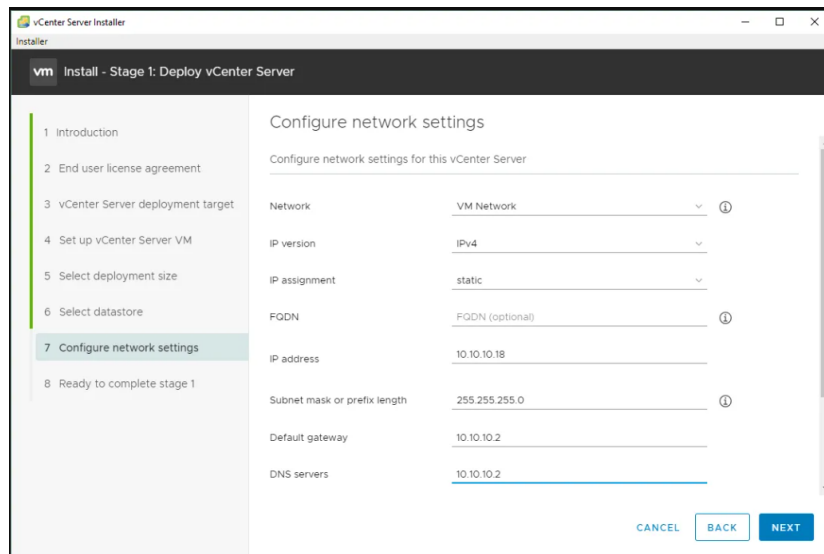 vCenter Server Installer
Installer
vm Install - Stage 1: Deploy vCenter Server
1 Introduction
2 End user license agreement
3 vCenter Server deployment target
4 Set up vCenter Server VM
5 Select deployment size
6 Select datastore
7 Configure network settings
8 Ready to complete stage 1
Configure network settings
Configure network settings for this vCenter Server
Network VM Network
IP version IPv4
IP assignment static
FQDN FQDN (optional)
IP address 10.10.10.18
Subnet mask or prefix length 255.255.255.0
Default gateway 10.10.10.2
DNS servers 10.10.10.2
CANCEL BACK NEXT